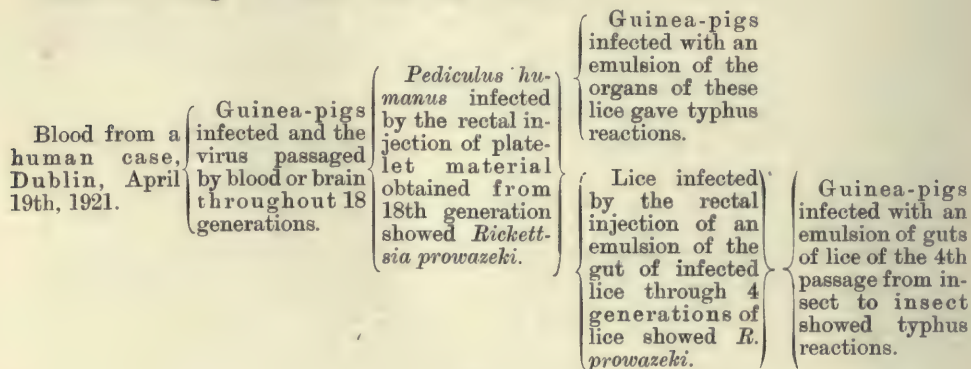 Blood from a
human case,
Dublin, April
19th, 1921.
Guinea-pigs
infected and the
virus passaged
by blood or brain
throughout 18
generations.
Pediculus hu-
manus infected
by the rectal in-
jection of plate-
let material
obtained from
18th generation
showed Rickett-
sia prowazeki.
Guinea-pigs
infected with an
emulsion of the
organs of these
lice gave typhus
reactions.
Lice infected
by the rectal
injection of an
emulsion of the
gut of infected
lice through 4
generations of
lice showed R.
prowazeki.
Guinea-pigs
infected with an
emulsion of guts
of lice of the 4th
passage from in-
sect to insect
showed typhus
reactions.